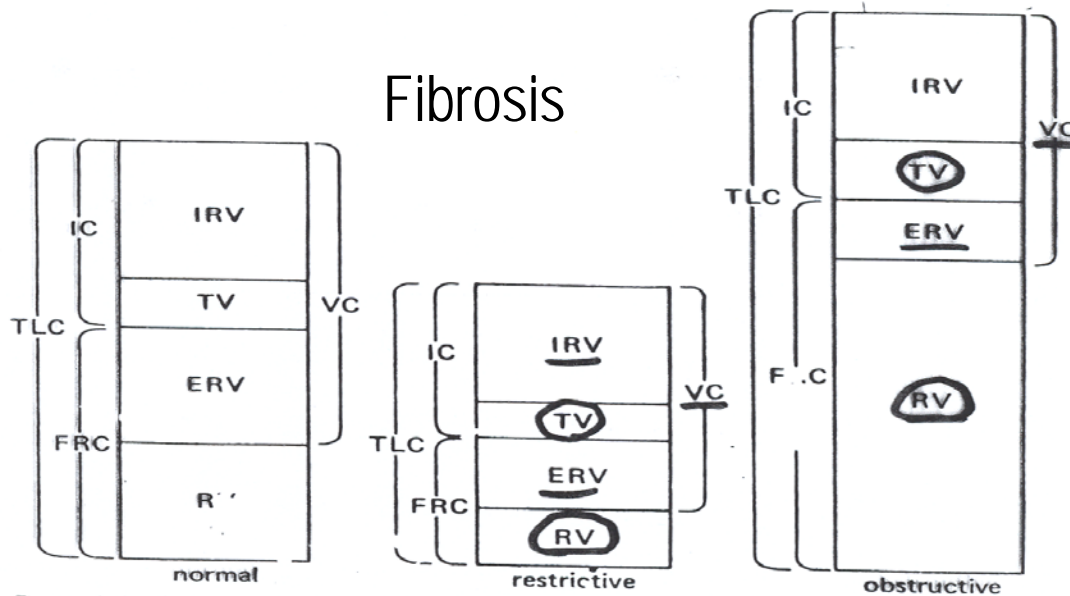 Fibrosis
TLC
IC
FRC
IRV
TV
ERV
VC
normal
TLC
IC
FRC
IRV
TV
ERV
RV
VC
restrictive
TLC
IC
IRV
TV
ERV
RV
VC
obstructive